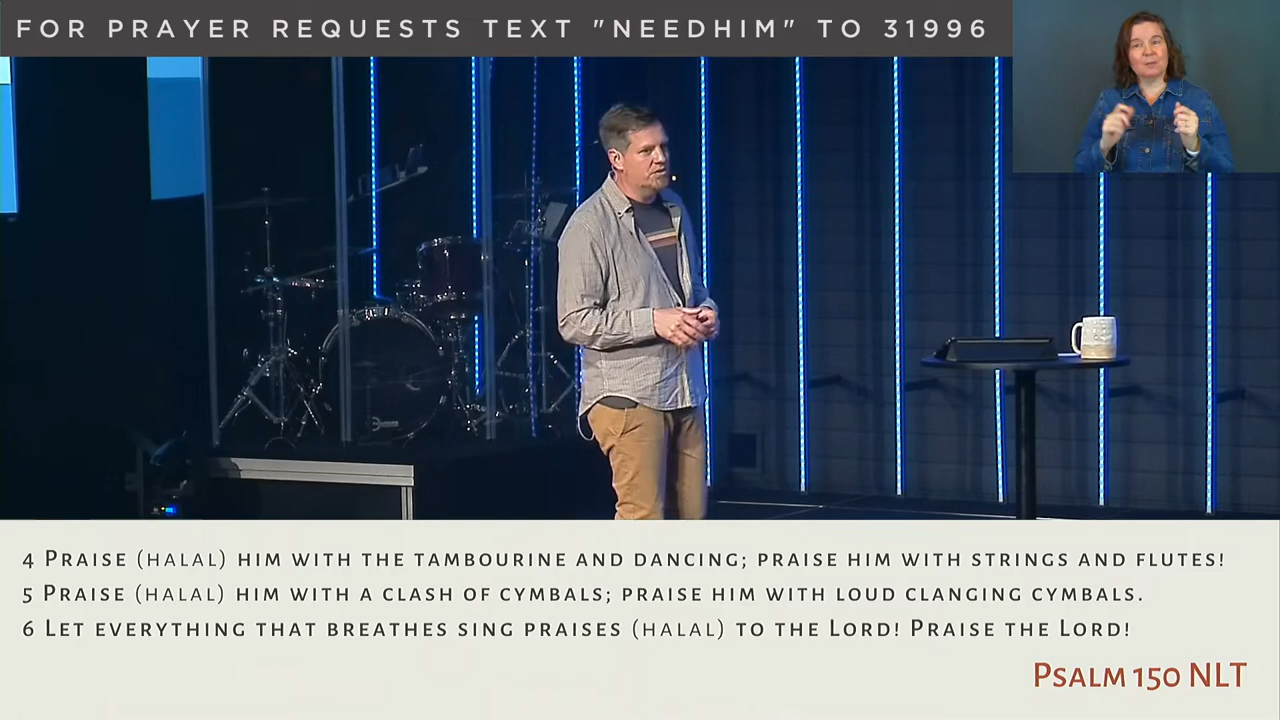 FOR PRAYER REQUESTS TEXT "NEEDHIM" TO 31996
4 Praise (halal) him with the tambourine and dancing; praise him with strings and flutes!
5 Praise (halal) him with a clash of cymbals; praise him with loud clanging cymbals.
6 Let everything that breathes sing praises (halal) to the Lord! Praise the Lord!
Psalm 150 NLT